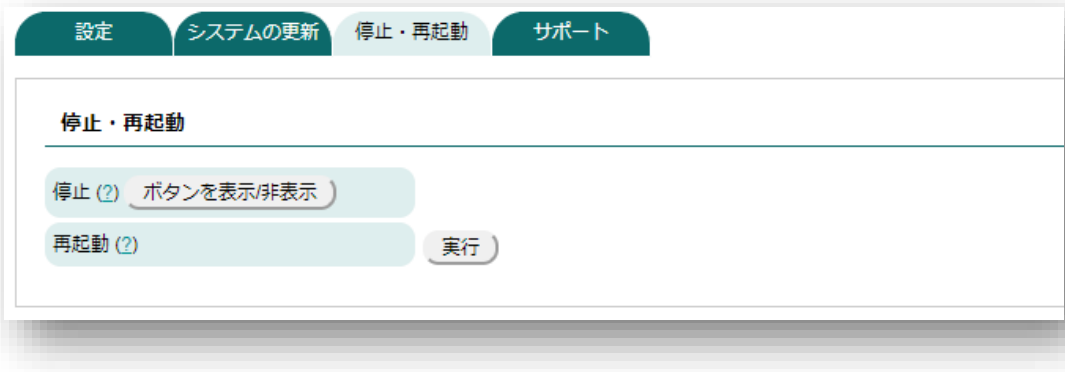 設定 システムの更新 停止・再起動 サポート
停止・再起動
停止 (?) ボタンを表示/非表示
再起動 (?) 実行